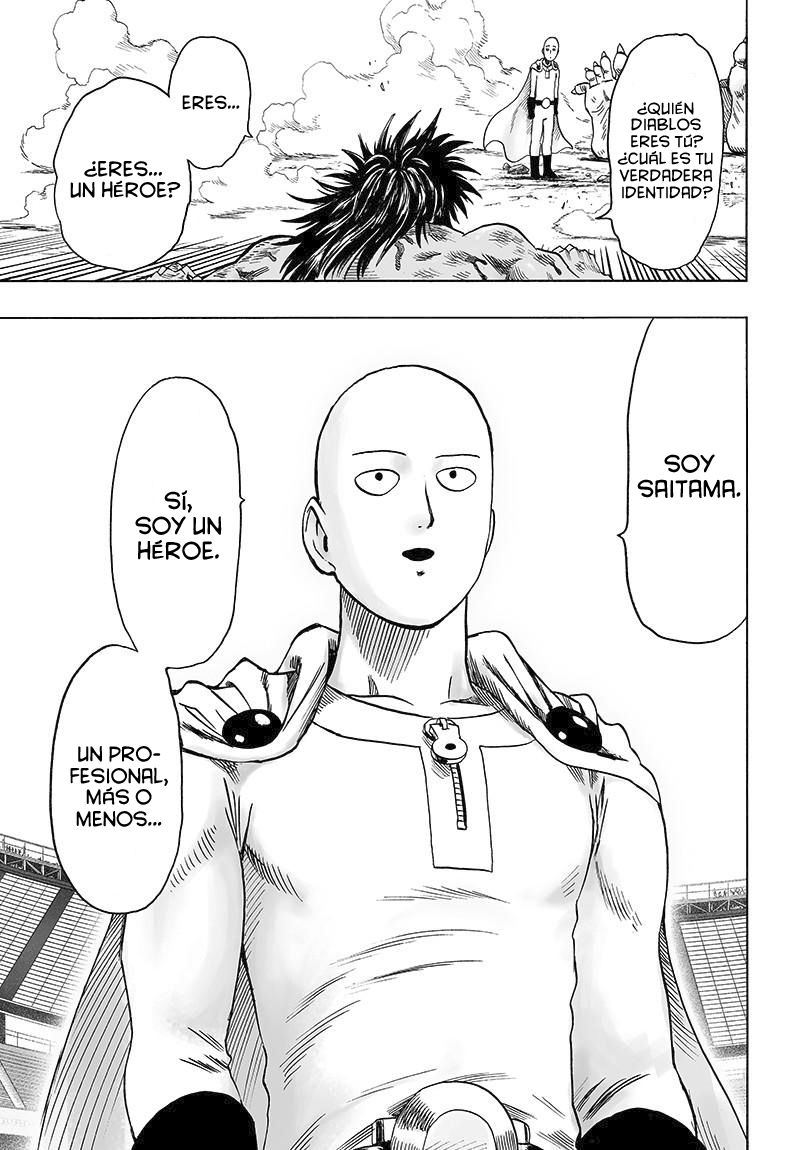 ¿QUIÉN
DIABLOS
ERES TÚ?
¿CUÁL ES TU
VERDADERA
IDENTIDAD?
ERES...
¿ERES...
UN HÉROE?
SOY
SAITAMA.
SÍ,
SOY UN
HÉROE.
UN PRO-
FESIONAL,
MÁS O
MENOS...